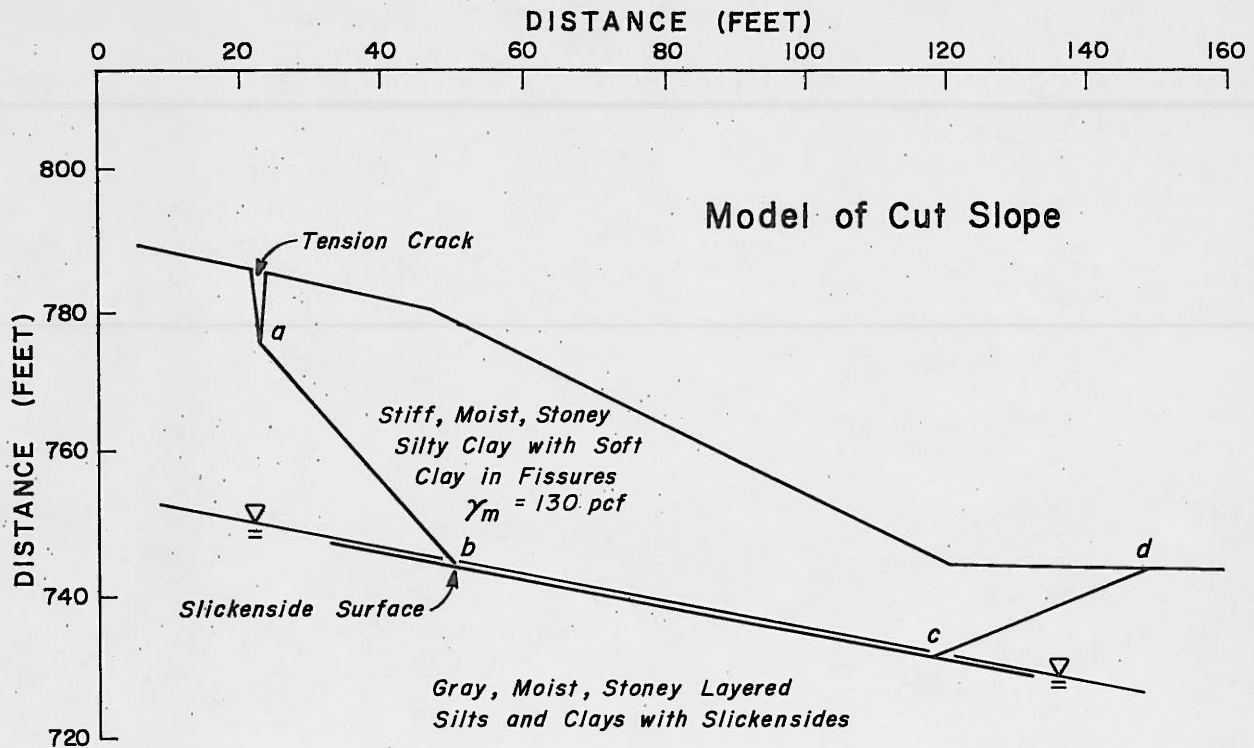 DISTANCE (FEET)
0 20 40 60 80 100 120 140 160
DISTANCE (FEET)
800
780
760
740
720
Model of Cut Slope
Tension Crack
a
Stiff, Moist, Stoney
Silty Clay with Soft
Clay in Fissures
γm = 130 pcf
b
d
Slickenside Surface
c
Gray, Moist, Stoney Layered
Silts and Clays with Slickensides